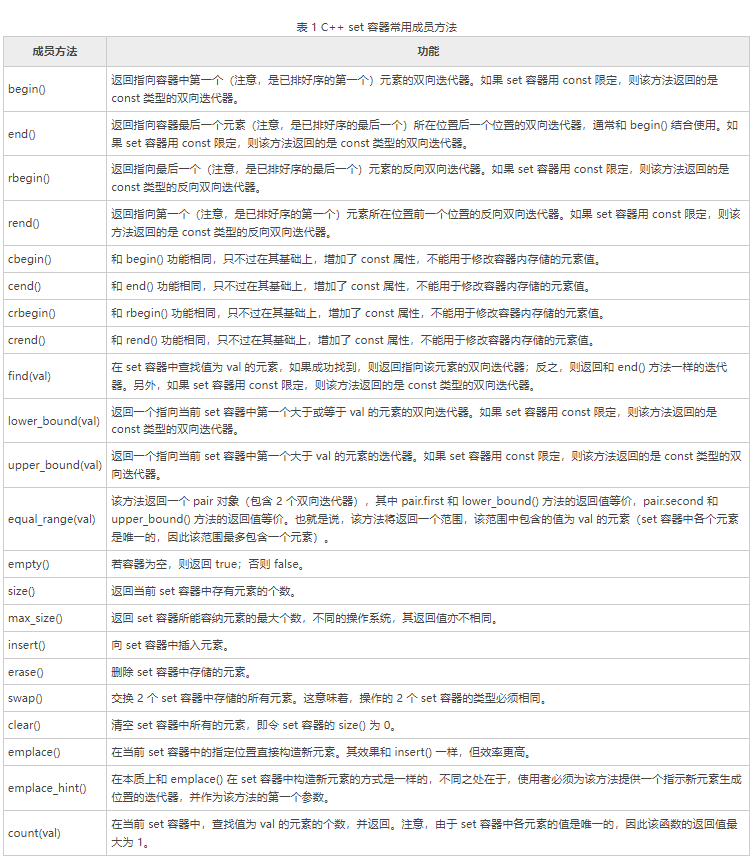 表 1 C++ set 容器常用成员方法
成员方法 功能
begin() 返回指向容器中第一个（注意，是已排好序的第一个）元素的双向迭代器。如果 set 容器用 const 限定，则该方法返回的是
const 类型的双向迭代器。
end() 返回指向容器最后一个元素（注意，是已排好序的最后一个）所在位置后一个位置的双向迭代器，通常和 begin() 结合使用。如
果 set 容器用 const 限定，则该方法返回的是 const 类型的双向迭代器。
rbegin() 返回指向最后一个（注意，是已排好序的最后一个）元素的反向双向迭代器。如果 set 容器用 const 限定，则该方法返回的是
const 类型的反向双向迭代器。
rend() 返回指向第一个（注意，是已排好序的第一个）元素所在位置前一个位置的反向双向迭代器。如果 set 容器用 const 限定，则该
方法返回的是 const 类型的反向双向迭代器。
cbegin() 和 begin() 功能相同，只不过在其基础上，增加了 const 属性，不能用于修改容器内存储的元素值。
cend() 和 end() 功能相同，只不过在其基础上，增加了 const 属性，不能用于修改容器内存储的元素值。
crbegin() 和 rbegin() 功能相同，只不过在其基础上，增加了 const 属性，不能用于修改容器内存储的元素值。
crend() 和 rend() 功能相同，只不过在其基础上，增加了 const 属性，不能用于修改容器内存储的元素值。
find(val) 在 set 容器中查找值为 val 的元素，如果成功找到，则返回指向该元素的双向迭代器；反之，则返回和 end() 方法一样的迭代
器。另外，如果 set 容器用 const 限定，则该方法返回的是 const 类型的双向迭代器。
lower_bound(val) 返回一个指向当前 set 容器中第一个大于或等于 val 的元素的双向迭代器。如果 set 容器用 const 限定，则该方法返回的是
const 类型的双向迭代器。
upper_bound(val) 返回一个指向当前 set 容器中第一个大于 val 的元素的迭代器。如果 set 容器用 const 限定，则该方法返回的是 const 类型的双
向迭代器。
equal_range(val) 该方法返回一个 pair 对象（包含 2 个双向迭代器），其中 pair.first 和 lower_bound() 方法的返回值等价，pair.second 和
upper_bound() 方法的返回值等价。也就是说，该方法将返回一个范围，该范围中包含的值为 val 的元素（set 容器中各个元素
是唯一的，因此该范围最多包含一个元素）。
empty() 若容器为空，则返回 true；否则 false。
size() 返回当前 set 容器中存有元素的个数。
max_size() 返回 set 容器所能容纳元素的最大个数，不同的操作系统，其返回值亦不相同。
insert() 向 set 容器中插入元素。
erase() 删除 set 容器中存储的元素。
swap() 交换 2 个 set 容器中存储的所有元素。这意味着，操作的 2 个 set 容器的类型必须相同。
clear() 清空 set 容器中所有的元素，即令 set 容器的 size() 为 0。
emplace() 在当前 set 容器中的指定位置直接构造新元素。其效果和 insert() 一样，但效率更高。
emplace_hint() 在本质上和 emplace() 在 set 容器中构造新元素的方式是一样的，不同之处在于，使用者必须为该方法提供一个指示新元素生成
位置的迭代器，并作为该方法的第一个参数。
count(val) 在当前 set 容器中，查找值为 val 的元素的个数，并返回。注意，由于 set 容器中各元素的值是唯一的，因此该函数的返回值最
大为 1。